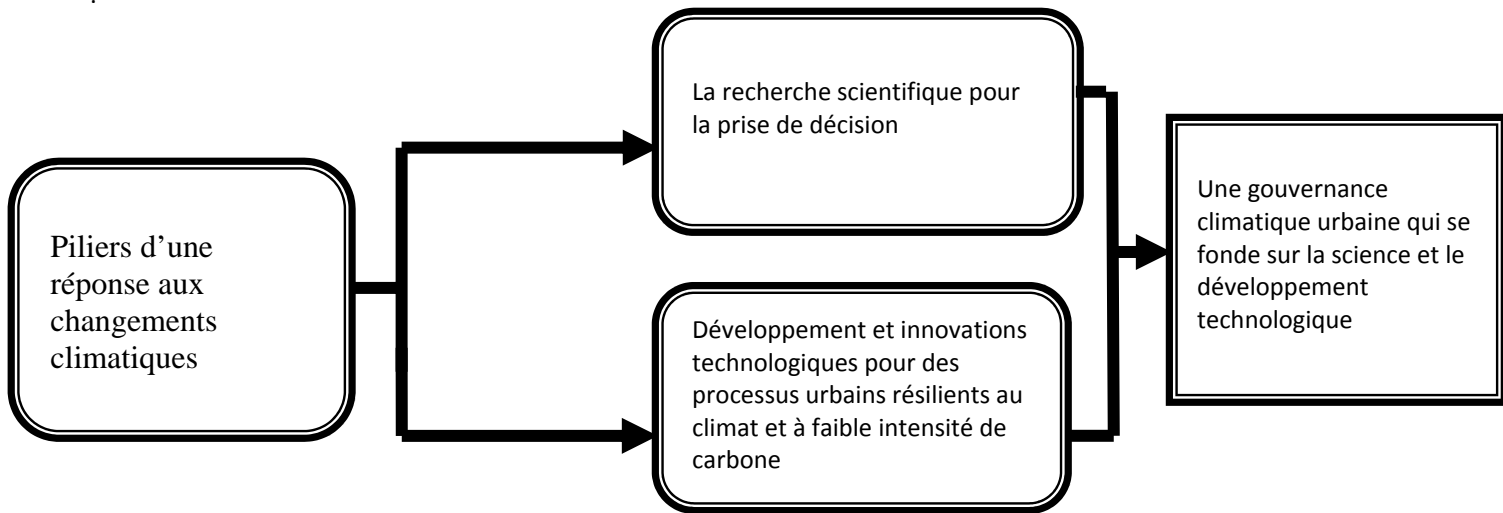 Piliers d’une
réponse aux
changements
climatiques
La recherche scientifique pour
la prise de décision
Développement et innovations
technologiques pour des
processus urbains résilients au
climat et à faible intensité de
carbone
Une gouvernance
climatique urbaine qui se
fonde sur la science et le
développement
technologique